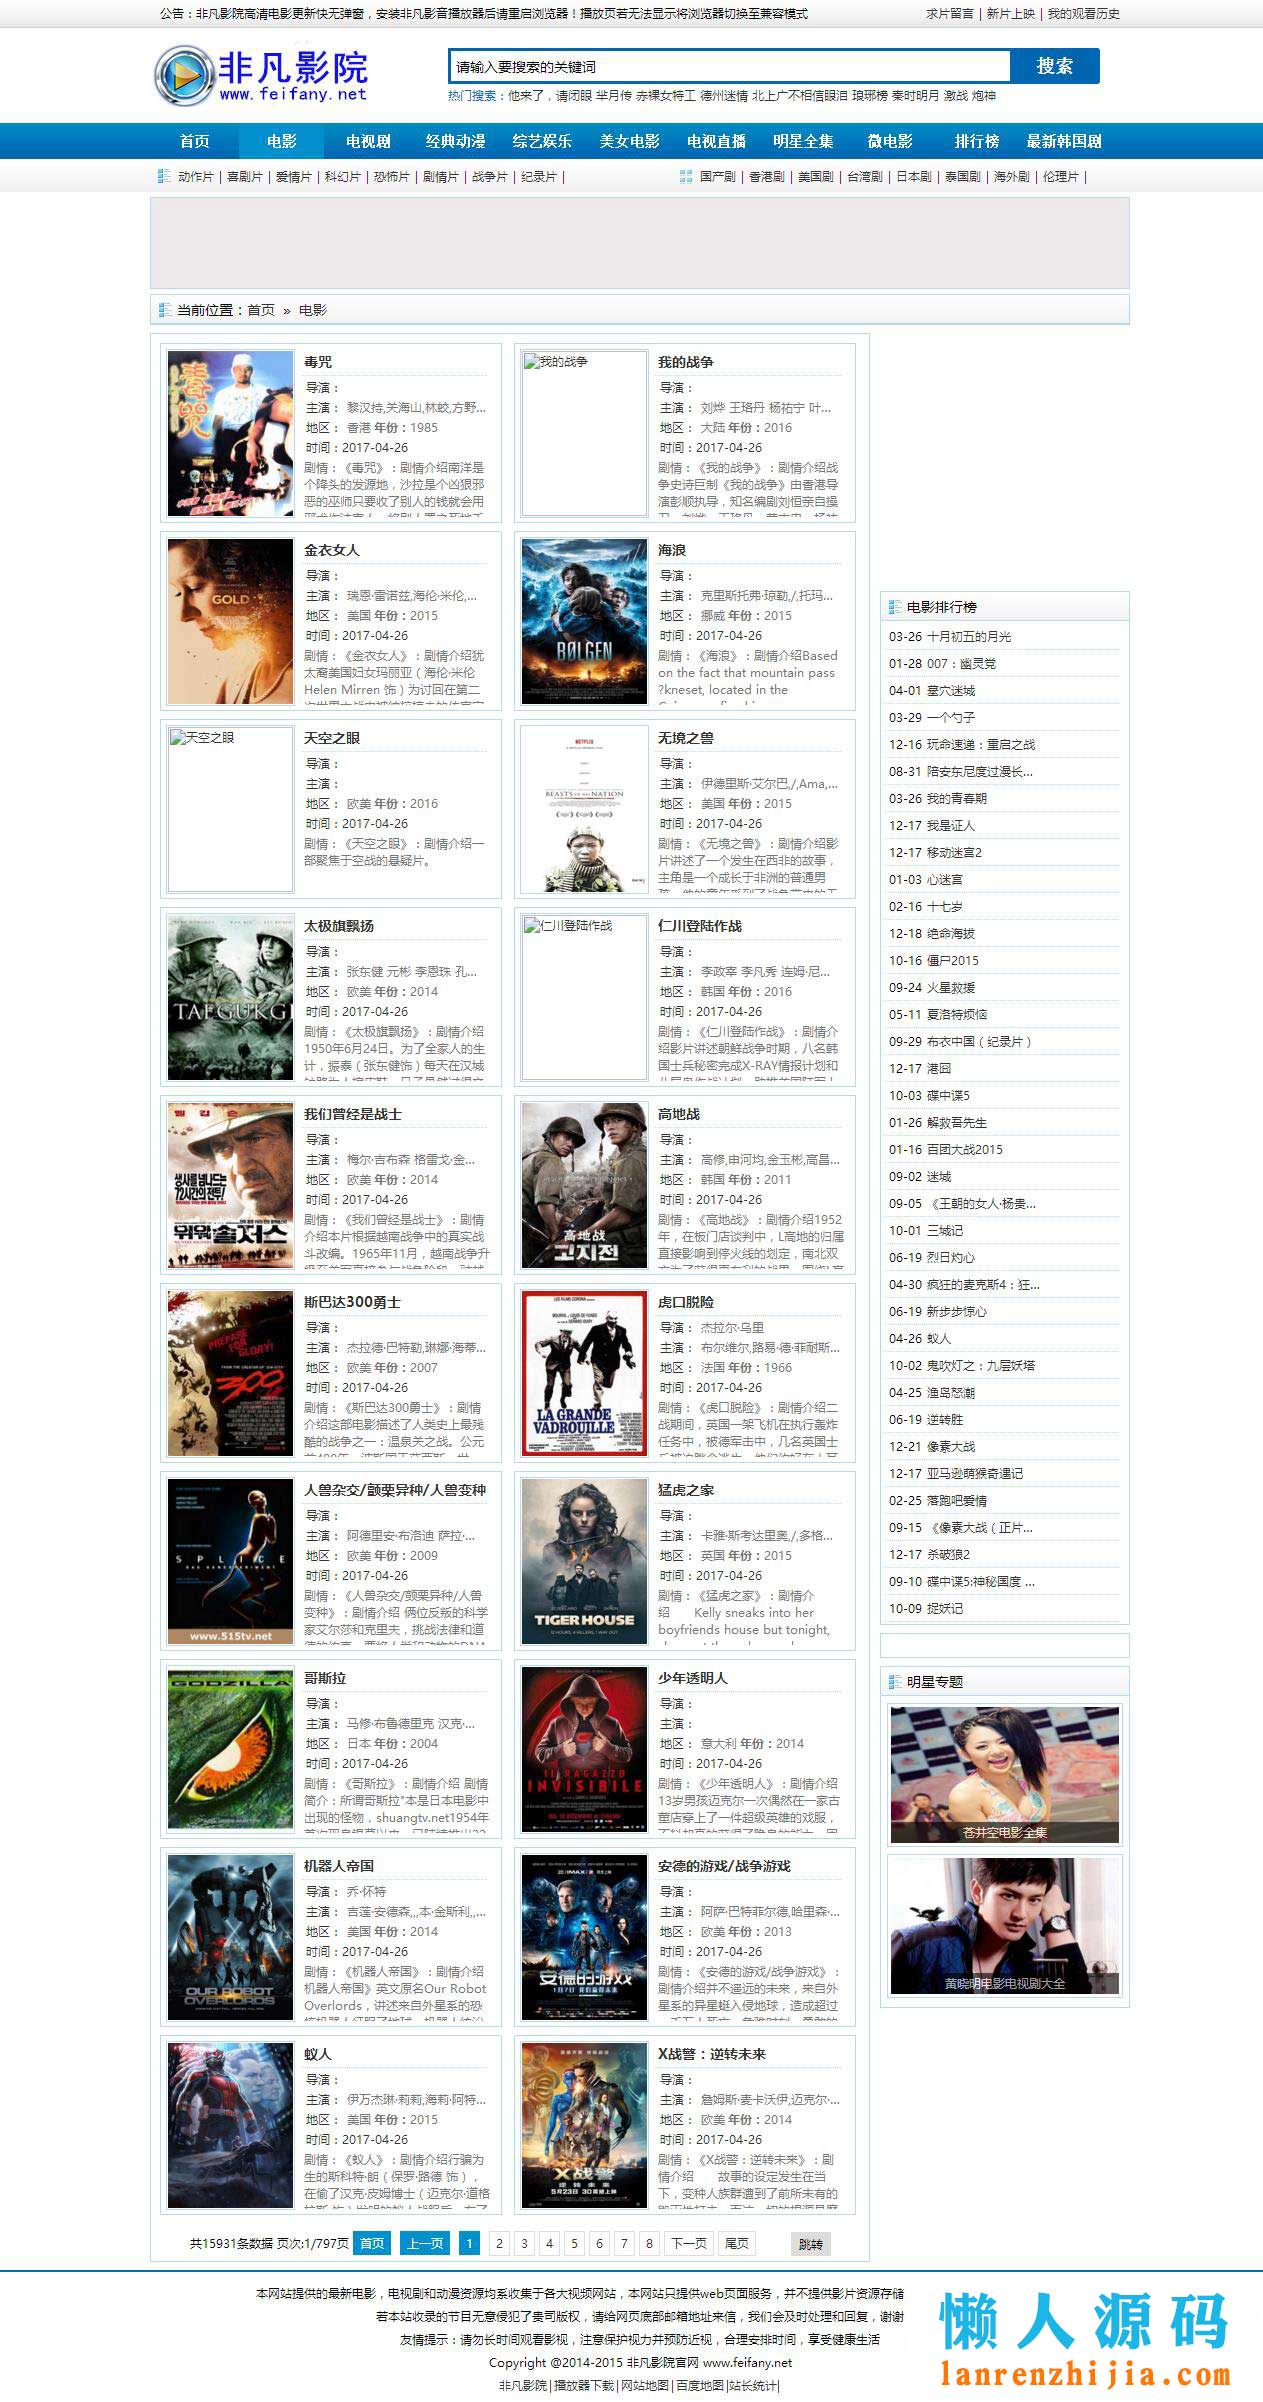 公告：非凡影院高清电影更新快无弹窗，安装非凡影音播放器后请重启浏览器！播放页若无法显示将浏览器切换至兼容模式
求片留言 | 新片上映 | 我的观看历史
非凡影院
www.feifany.net
请输入要搜索的关键词
搜索
热门搜索：他来了，请闭眼 芈月传 赤裸女特工 德州迷情 北上广不相信眼泪 琅琊榜 秦时明月 激战 炮神
首页 电影 电视剧 经典动漫 综艺娱乐 美女电影 电视直播 明星全集 微电影 排行榜 最新韩国剧
动作片 | 喜剧片 | 爱情片 | 科幻片 | 恐怖片 | 剧情片 | 战争片 | 纪录片 |
国产剧 | 香港剧 | 美国剧 | 台湾剧 | 日本剧 | 泰国剧 | 海外剧 | 伦理片 |
当前位置：首页 » 电影
毒咒
导演：
主演： 黎汉持,关海山,林蛟,方野...
地区： 香港 年份：1985
时间：2017-04-26
剧情：《毒咒》：剧情介绍南洋是
个降头的发源地，沙拉是个凶狠邪
恶的巫师只要收了别人的钱就会用
我的战争
我的战争
导演：
主演： 刘烨 王珞丹 杨祐宁 叶...
地区： 大陆 年份：2016
时间：2017-04-26
剧情：《我的战争》：剧情介绍战
争史诗巨制《我的战争》由香港导
演彭顺执导，知名编剧刘恒亲自操
金衣女人
导演：
主演： 瑞恩·雷诺兹,海伦·米伦,...
地区： 美国 年份：2015
时间：2017-04-26
剧情：《金衣女人》：剧情介绍犹
太裔美国妇女玛丽亚（海伦·米伦
Helen Mirren 饰）为讨回在第二
GOLD
海浪
导演：
主演： 克里斯托弗·琼勒,/,托玛...
地区： 挪威 年份：2015
时间：2017-04-26
剧情：《海浪》：剧情介绍Based
on the fact that mountain pass
?kneset, located in the
BØLGEN
天空之眼
天空之眼
导演：
主演：
地区： 欧美 年份：2016
时间：2017-04-26
剧情：《天空之眼》：剧情介绍一
部聚焦于空战的悬疑片。
无境之兽
导演：
主演： 伊德里斯·艾尔巴,/,Ama,...
地区： 美国 年份：2015
时间：2017-04-26
剧情：《无境之兽》：剧情介绍影
片讲述了一个发生在西非的故事，
主角是一个成长于非洲的普通男
NETFLIX
BEASTS OF NO NATION
太极旗飘扬
导演：
主演： 张东健 元彬 李恩珠 孔...
地区： 欧美 年份：2014
时间：2017-04-26
剧情：《太极旗飘扬》：剧情介绍
1950年6月24日。为了全家人的生
计，振泰（张东健饰）每天在汉城
TAEGUKGI
仁川登陆作战
仁川登陆作战
导演：
主演： 李政宰 李凡秀 连姆·尼...
地区： 韩国 年份：2016
时间：2017-04-26
剧情：《仁川登陆作战》：剧情介
绍影片讲述朝鲜战争时期，八名韩
国士兵秘密完成X-RAY情报计划和
我们曾经是战士
导演：
主演： 梅尔·吉布森 格雷戈·金...
地区： 欧美 年份：2014
时间：2017-04-26
剧情：《我们曾经是战士》：剧情
介绍本片根据越南战争中的真实战
斗改编。1965年11月，越南战争升
멜 깁슨
생사를 넘나드는
72시간의 전투!
위워솔저스
高地战
导演：
主演： 高修,申河均,金玉彬,高昌...
地区： 韩国 年份：2011
时间：2017-04-26
剧情：《高地战》：剧情介绍1952
年，在板门店谈判中，L高地的归属
直接影响到停火线的划定，南北双
高地战
고지전
斯巴达300勇士
导演：
主演： 杰拉德·巴特勒,琳娜·海蒂...
地区： 欧美 年份：2007
时间：2017-04-26
剧情：《斯巴达300勇士》：剧情
介绍这部电影描述了人类史上最残
酷的战争之一：温泉关之战。公元
PREPARE FOR GLORY!
300
虎口脱险
导演： 杰拉尔·乌里
主演： 布尔维尔,路易·德·菲耐斯...
地区： 法国 年份：1966
时间：2017-04-26
剧情：《虎口脱险》：剧情介绍二
战期间，英国一架飞机在执行轰炸
任务中，被德军击中，几名英国士
LA GRANDE
VADROUILLE
人兽杂交/颤栗异种/人兽变种
导演：
主演： 阿德里安·布洛迪 萨拉·...
地区： 欧美 年份：2009
时间：2017-04-26
剧情：《人兽杂交/颤栗异种/人兽
变种》：剧情介绍 俩位反叛的科学
家艾尔莎和克里夫，挑战法律和道
SPLICE
www.515tv.net
猛虎之家
导演：
主演： 卡雅·斯考达里奥,/,多格...
地区： 英国 年份：2015
时间：2017-04-26
剧情：《猛虎之家》：剧情介
绍 Kelly sneaks into her
boyfriends house but tonight,
TIGER HOUSE
哥斯拉
导演：
主演： 马修·布鲁德里克 汉克·...
地区： 日本 年份：2004
时间：2017-04-26
剧情：《哥斯拉》：剧情介绍 剧情
简介：所谓哥斯拉"本是日本电影中
出现的怪物，shuangtv.net1954年
GODZILLA
少年透明人
导演：
主演：
地区： 意大利 年份：2014
时间：2017-04-26
剧情：《少年透明人》：剧情介绍
13岁男孩迈克尔一次偶然在一家古
董店穿上了一件超级英雄的戏服，
IL RAGAZZO
INVISIBILE
机器人帝国
导演： 乔·怀特
主演： 吉莲·安德森,,,本·金斯利,,...
地区： 美国 年份：2014
时间：2017-04-26
剧情：《机器人帝国》：剧情介绍
机器人帝国》英文原名Our Robot
Overlords，讲述来自外星系的恐
OUR ROBOT
OVERLORDS
安德的游戏/战争游戏
导演：
主演： 阿萨·巴特菲尔德,哈里森·...
地区： 欧美 年份：2013
时间：2017-04-26
剧情：《安德的游戏/战争游戏》：
剧情介绍并不遥远的未来，来自外
星系的异星蜓入侵地球，造成超过
安德的游戏
蚁人
导演：
主演： 伊万杰琳·莉莉,海莉·阿特...
地区： 美国 年份：2015
时间：2017-04-26
剧情：《蚁人》：剧情介绍行骗为
生的斯科特·朗（保罗·路德 饰），
在偷了汉克·皮姆博士（迈克尔·道格
X战警：逆转未来
导演：
主演： 詹姆斯·麦卡沃伊,迈克尔·...
地区： 欧美 年份：2014
时间：2017-04-26
剧情：《X战警：逆转未来》：剧
情介绍 故事的设定发生在当
下，变种人族群遭到了前所未有的
X战警
逆转未来
共15931条数据 页次:1/797页 首页 上一页 1 2 3 4 5 6 7 8 下一页 尾页 跳转
电影排行榜
03-26 十月初五的月光
01-28 007：幽灵党
04-01 墓穴迷城
03-29 一个勺子
12-16 玩命速递：重启之战
08-31 陪安东尼度过漫长...
03-26 我的青春期
12-17 我是证人
12-17 移动迷宫2
01-03 心迷宫
02-16 十七岁
12-18 绝命海拔
10-16 僵尸2015
09-24 火星救援
05-11 夏洛特烦恼
09-29 布衣中国（纪录片）
12-17 港囧
10-03 碟中谍5
01-26 解救吾先生
01-16 百团大战2015
09-02 迷城
09-05 《王朝的女人·杨贵...
10-01 三城记
06-19 烈日灼心
04-30 疯狂的麦克斯4：狂...
06-19 新步步惊心
04-26 蚁人
10-02 鬼吹灯之：九层妖塔
04-25 渔岛怒潮
06-19 逆转胜
12-21 像素大战
12-17 亚马逊萌猴奇遇记
02-25 落跑吧爱情
09-15 《像素大战（正片...
12-17 杀破狼2
09-10 碟中谍5:神秘国度 ...
10-09 捉妖记
明星专题
苍井空电影全集
黄晓明电影电视剧大全
本网站提供的最新电影，电视剧和动漫资源均系收集于各大视频网站，本网站只提供web页面服务，并不提供影片资源存储
若本站收录的节目无意侵犯了贵司版权，请给网页底部邮箱地址来信，我们会及时处理和回复，谢谢
友情提示：请勿长时间观看影视，注意保护视力并预防近视，合理安排时间，享受健康生活
Copyright @2014-2015 非凡影院官网 www.feifany.net
非凡影院|播放器下载|网站地图|百度地图|站长统计|
懒人源码
lanrenzhijia.com